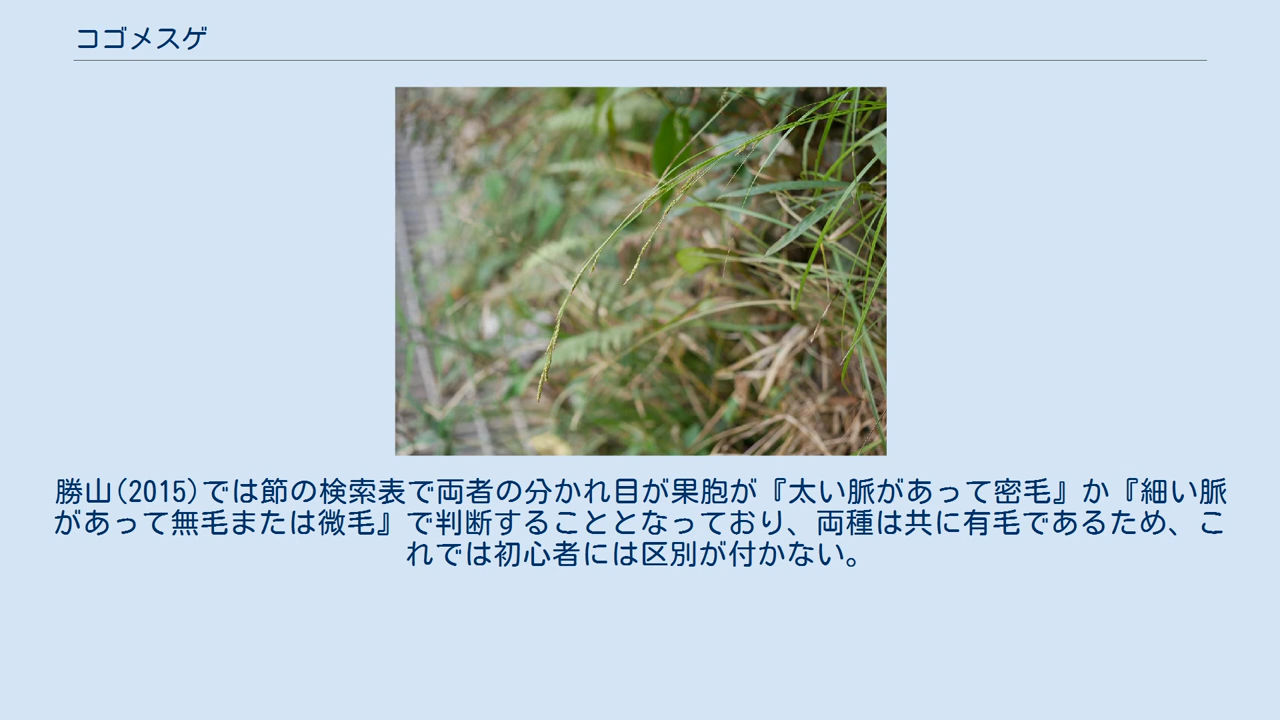 コゴメスゲ
勝山(2015)では節の検索表で両者の分かれ目が果胞が『太い脈があって密毛』か『細い脈
があって無毛または微毛』で判断することとなっており、両種は共に有毛であるため、こ
れでは初心者には区別が付かない。